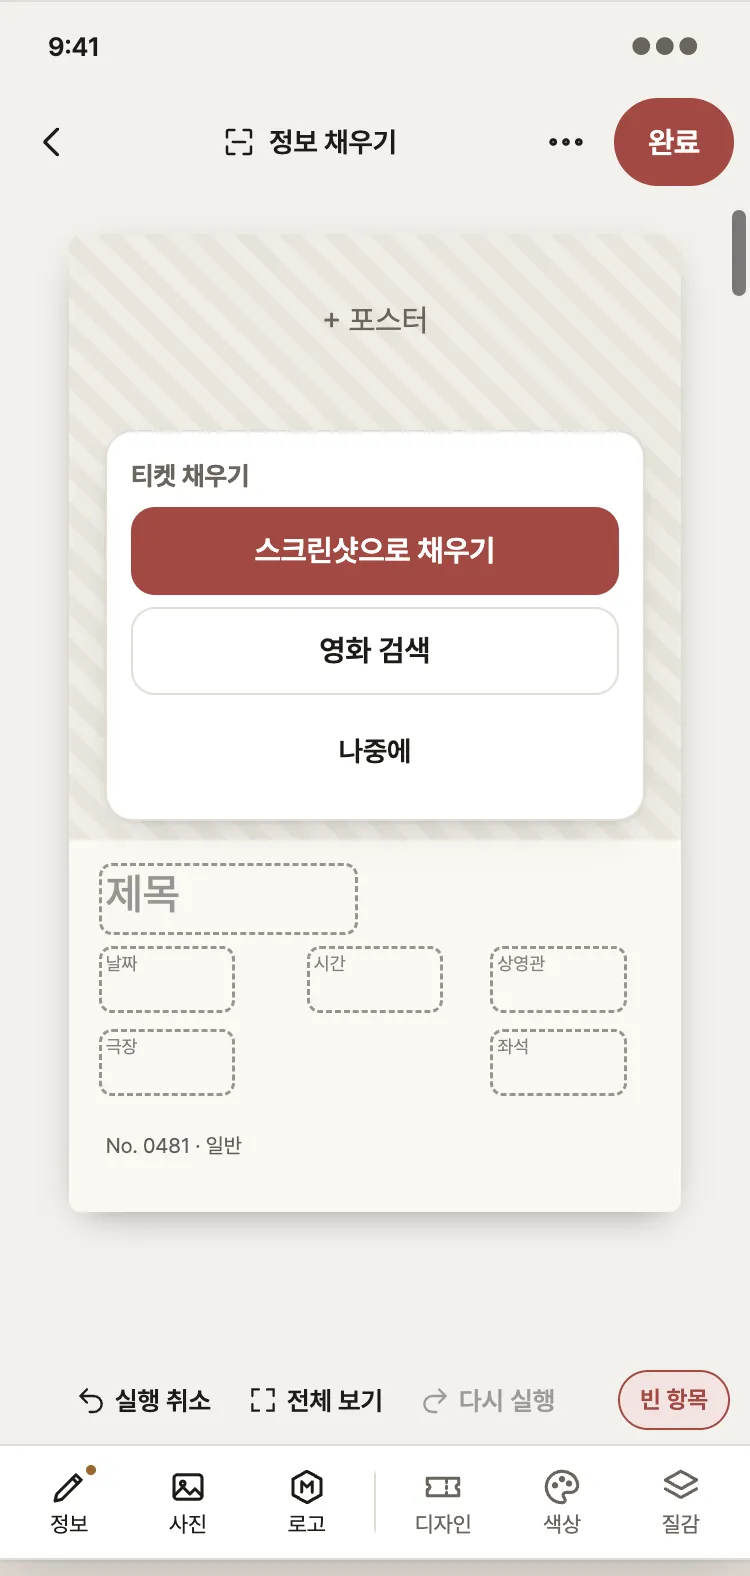 9:41
정보 채우기
완료
+ 포스터
티켓 채우기
스크린샷으로 채우기
영화 검색
나중에
제목
날짜 시간 상영관
극장 좌석
No. 0481 · 일반
실행 취소 전체 보기 다시 실행 빈 항목
정보 사진 로고 디자인 색상 질감